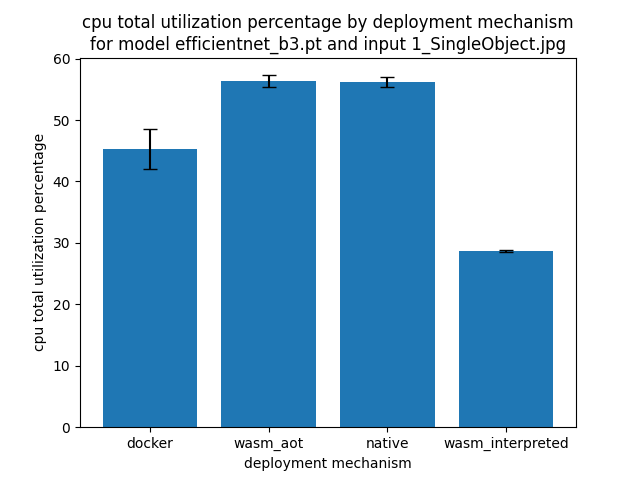 cpu total utilization percentage by deployment mechanism
for model efficientnet_b3.pt and input 1_SingleObject.jpg
cpu total utilization percentage
60
50
40
30
20
10
0
docker wasm_aot native wasm_interpreted
deployment mechanism